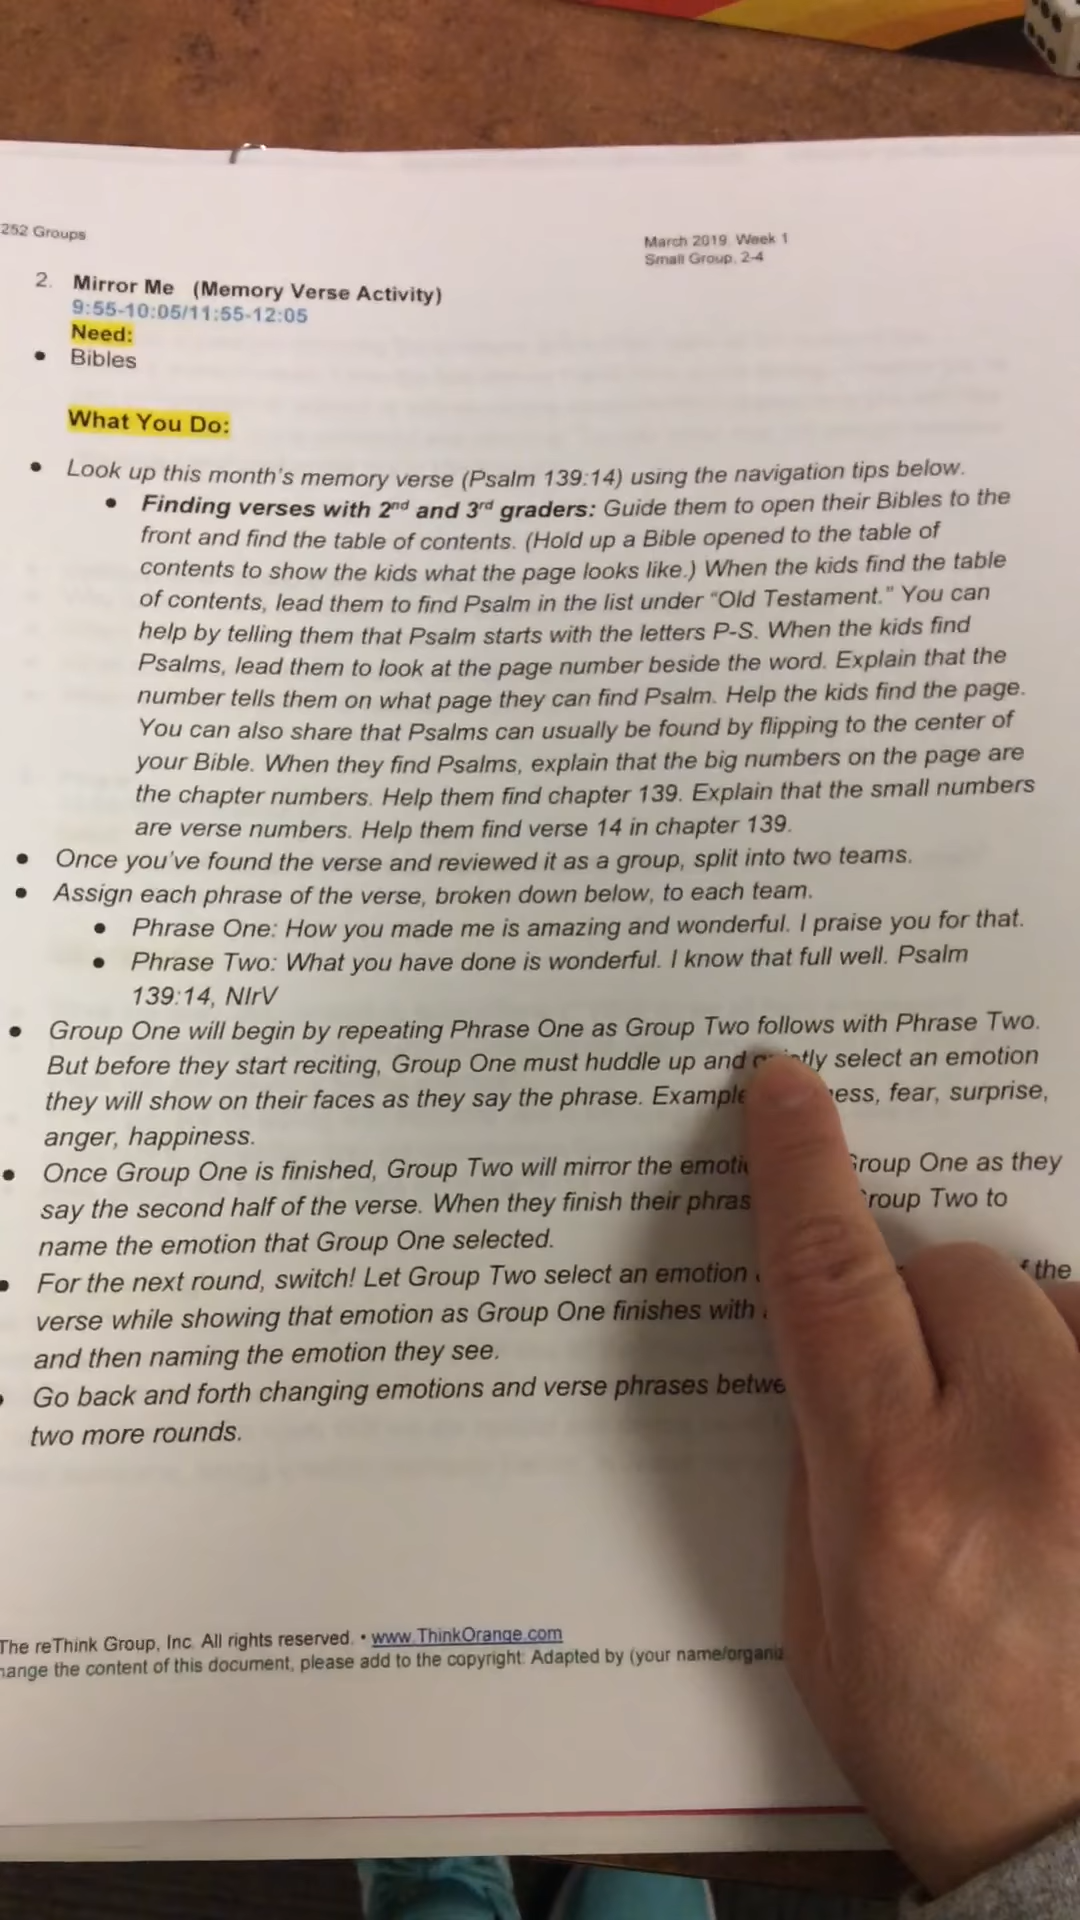 252 Groups
March 2019, Week 1
Small Group, 2-4
2. Mirror Me (Memory Verse Activity)
9:55-10:05/11:55-12:05
Need:
• Bibles
What You Do:
• Look up this month's memory verse (Psalm 139:14) using the navigation tips below.
• Finding verses with 2nd and 3rd graders: Guide them to open their Bibles to the
front and find the table of contents. (Hold up a Bible opened to the table of
contents to show the kids what the page looks like.) When the kids find the table
of contents, lead them to find Psalm in the list under "Old Testament." You can
help by telling them that Psalm starts with the letters P-S. When the kids find
Psalms, lead them to look at the page number beside the word. Explain that the
number tells them on what page they can find Psalm. Help the kids find the page.
You can also share that Psalms can usually be found by flipping to the center of
your Bible. When they find Psalms, explain that the big numbers on the page are
the chapter numbers. Help them find chapter 139. Explain that the small numbers
are verse numbers. Help them find verse 14 in chapter 139.
• Once you've found the verse and reviewed it as a group, split into two teams.
• Assign each phrase of the verse, broken down below, to each team.
• Phrase One: How you made me is amazing and wonderful. I praise you for that.
• Phrase Two: What you have done is wonderful. I know that full well. Psalm
139:14, NIrV
• Group One will begin by repeating Phrase One as Group Two follows with Phrase Two.
But before they start reciting, Group One must huddle up and select an emotion
they will show on their faces as they say the phrase. Example fear, surprise,
anger, happiness.
• Once Group One is finished, Group Two will mirror the Group One as they
say the second half of the verse. When they finish their Group Two to
name the emotion that Group One selected.
• For the next round, switch! Let Group Two select an emotion the
verse while showing that emotion as Group One finishes with
and then naming the emotion they see.
• Go back and forth changing emotions and verse phrases
two more rounds.
The reThink Group, Inc. All rights reserved. • www.ThinkOrange.com
the content of this document, please add to the copyright: Adapted by (your